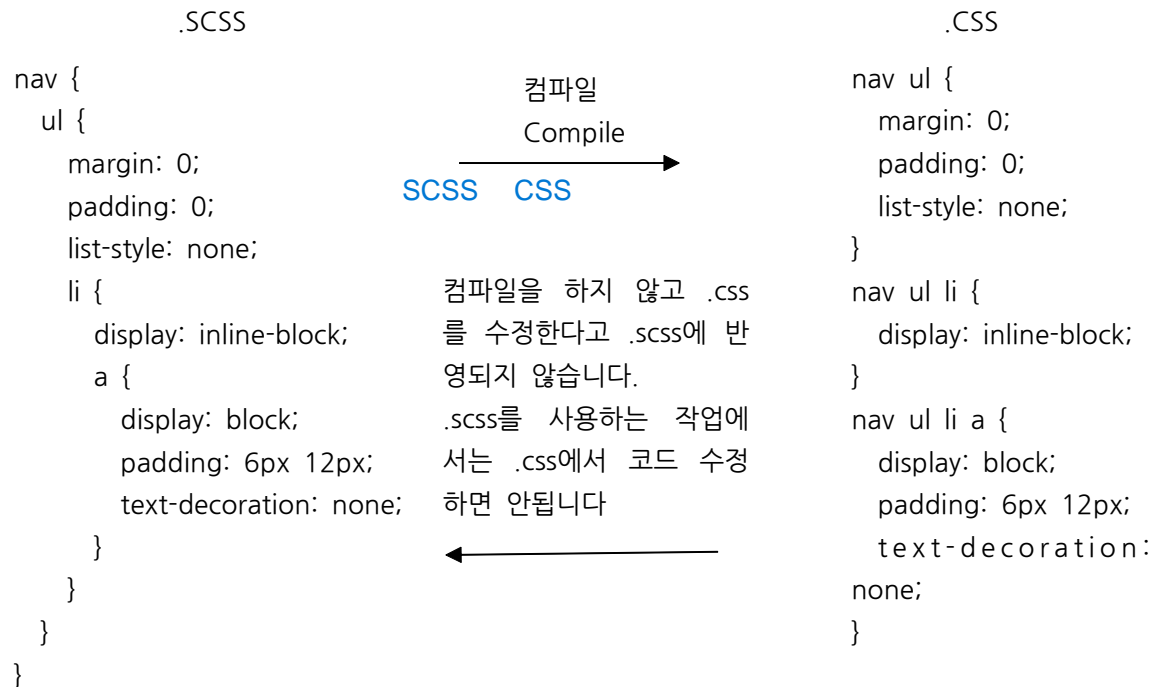 .SCSS
nav {
ul {
margin: 0;
padding: 0;
list-style: none;
li {
display: inline-block;
a {
display: block;
padding: 6px 12px;
text-decoration: none;
}
}
}
}
컴파일
Compile
SCSS CSS
컴파일을 하지 않고 .css
를 수정한다고 .scss에 반
영되지 않습니다.
.scss를 사용하는 작업에
서는 .css에서 코드 수정
하면 안됩니다
.CSS
nav ul {
margin: 0;
padding: 0;
list-style: none;
}
nav ul li {
display: inline-block;
}
nav ul li a {
display: block;
padding: 6px 12px;
text-decoration:
none;
}